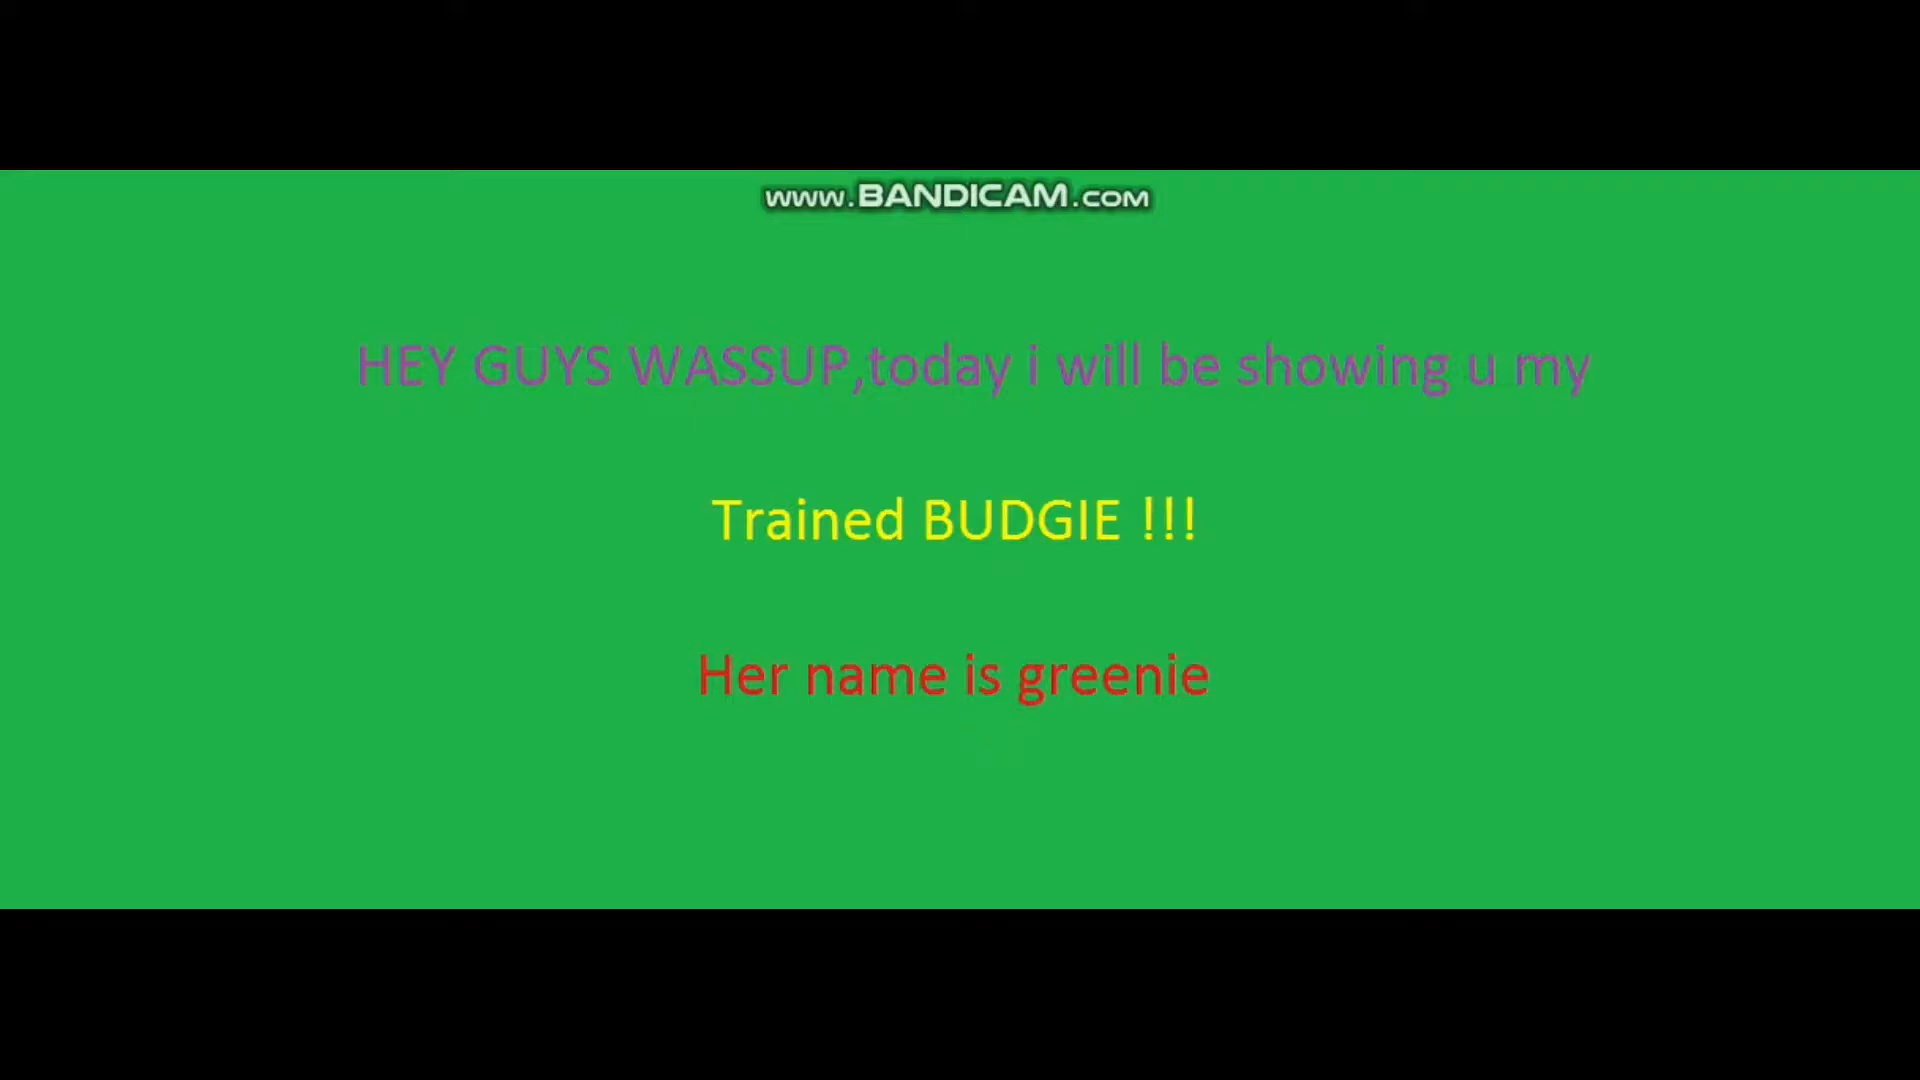 www.BANDICAM.com
HEY GUYS WASSUP,today i will be showing u my
Trained BUDGIE !!!
Her name is greenie